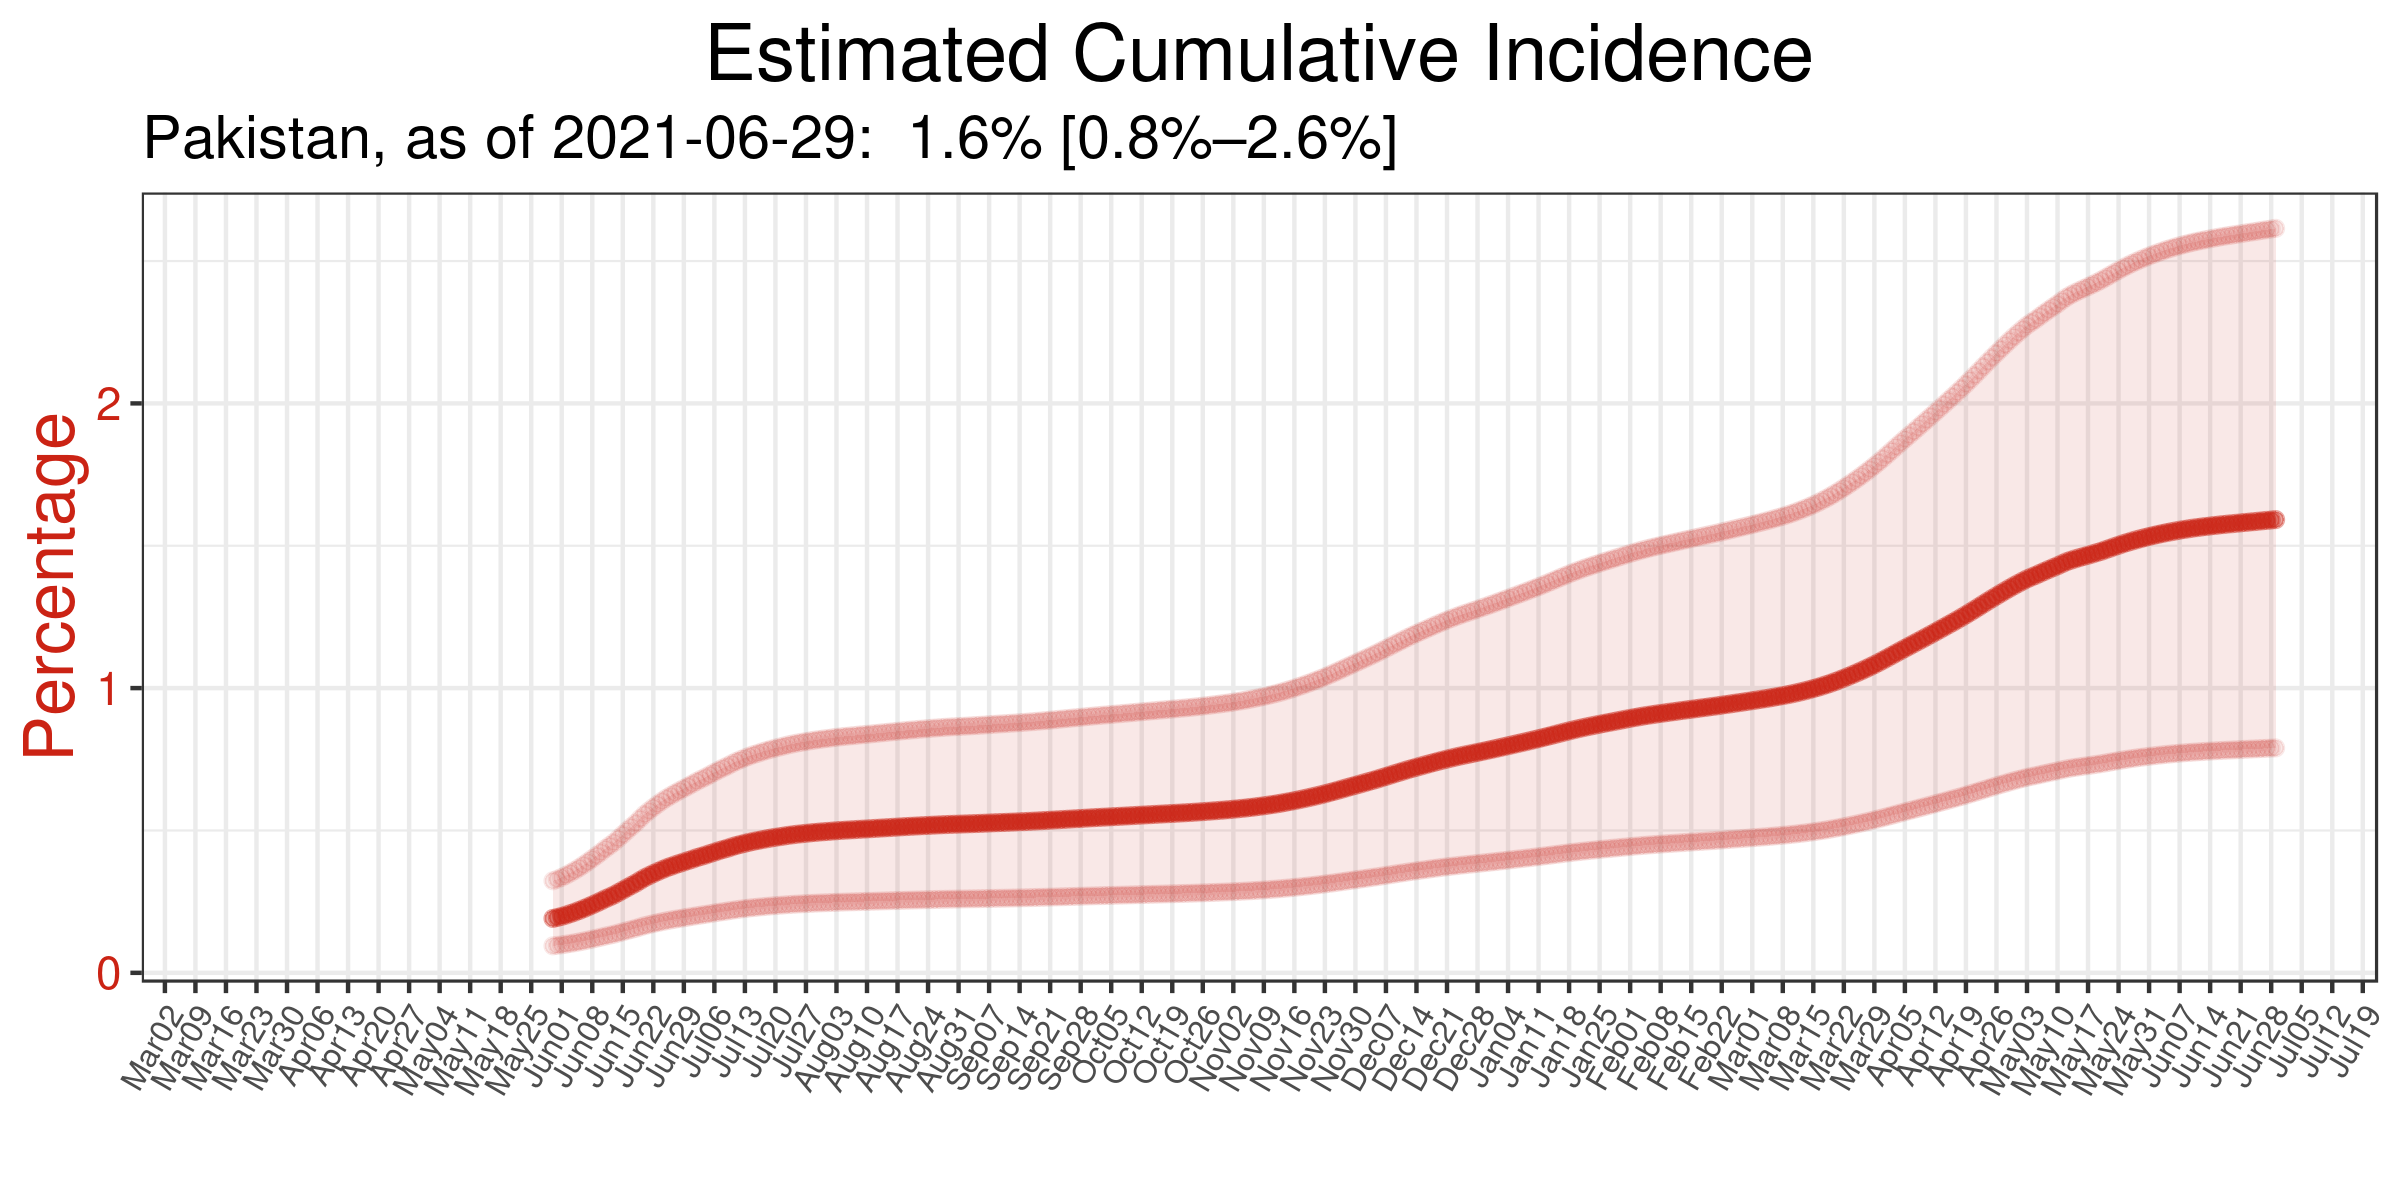 Estimated Cumulative Incidence
Pakistan, as of 2021-06-29:  1.6% [0.8%–2.6%]
Percentage
2
1
0
Mar02
Mar09
Mar16
Mar23
Mar30
Apr06
Apr13
Apr20
Apr27
May04
May11
May18
May25
Jun01
Jun08
Jun15
Jun22
Jun29
Jul06
Jul13
Jul20
Jul27
Aug03
Aug10
Aug17
Aug24
Aug31
Sep07
Sep14
Sep21
Sep28
Oct05
Oct12
Oct19
Oct26
Nov02
Nov09
Nov16
Nov23
Nov30
Dec07
Dec14
Dec21
Dec28
Jan04
Jan11
Jan18
Jan25
Feb01
Feb08
Feb15
Feb22
Mar01
Mar08
Mar15
Mar22
Mar29
Apr05
Apr12
Apr19
Apr26
May03
May10
May17
May24
May31
Jun07
Jun14
Jun21
Jun28
Jul05
Jul12
Jul19